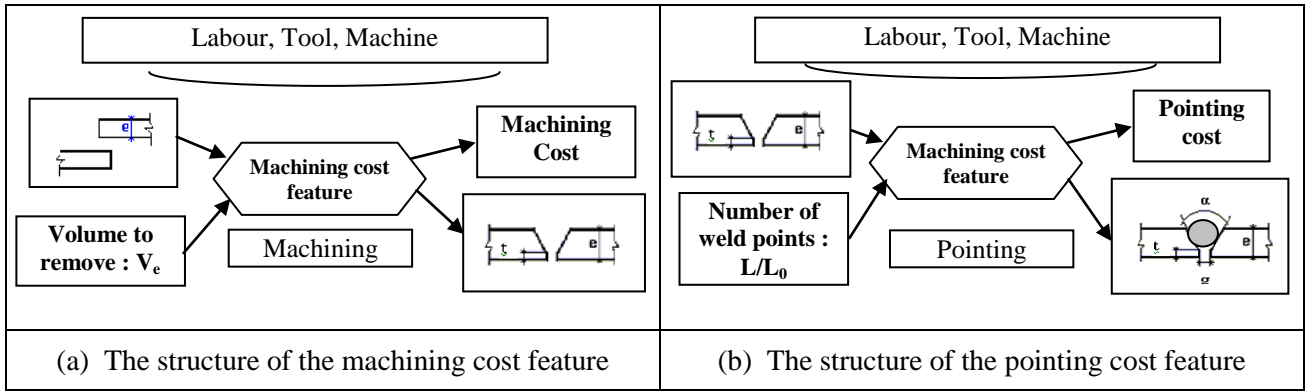 Labour, Tool, Machine
e
Machining cost
feature
Machining
Cost
Volume to
remove : Vₑ
Machining
t
e
(a) The structure of the machining cost feature
Labour, Tool, Machine
t
e
Machining cost
feature
Pointing
cost
Number of
weld points :
L/L₀
Pointing
α
t
e
g
(b) The structure of the pointing cost feature